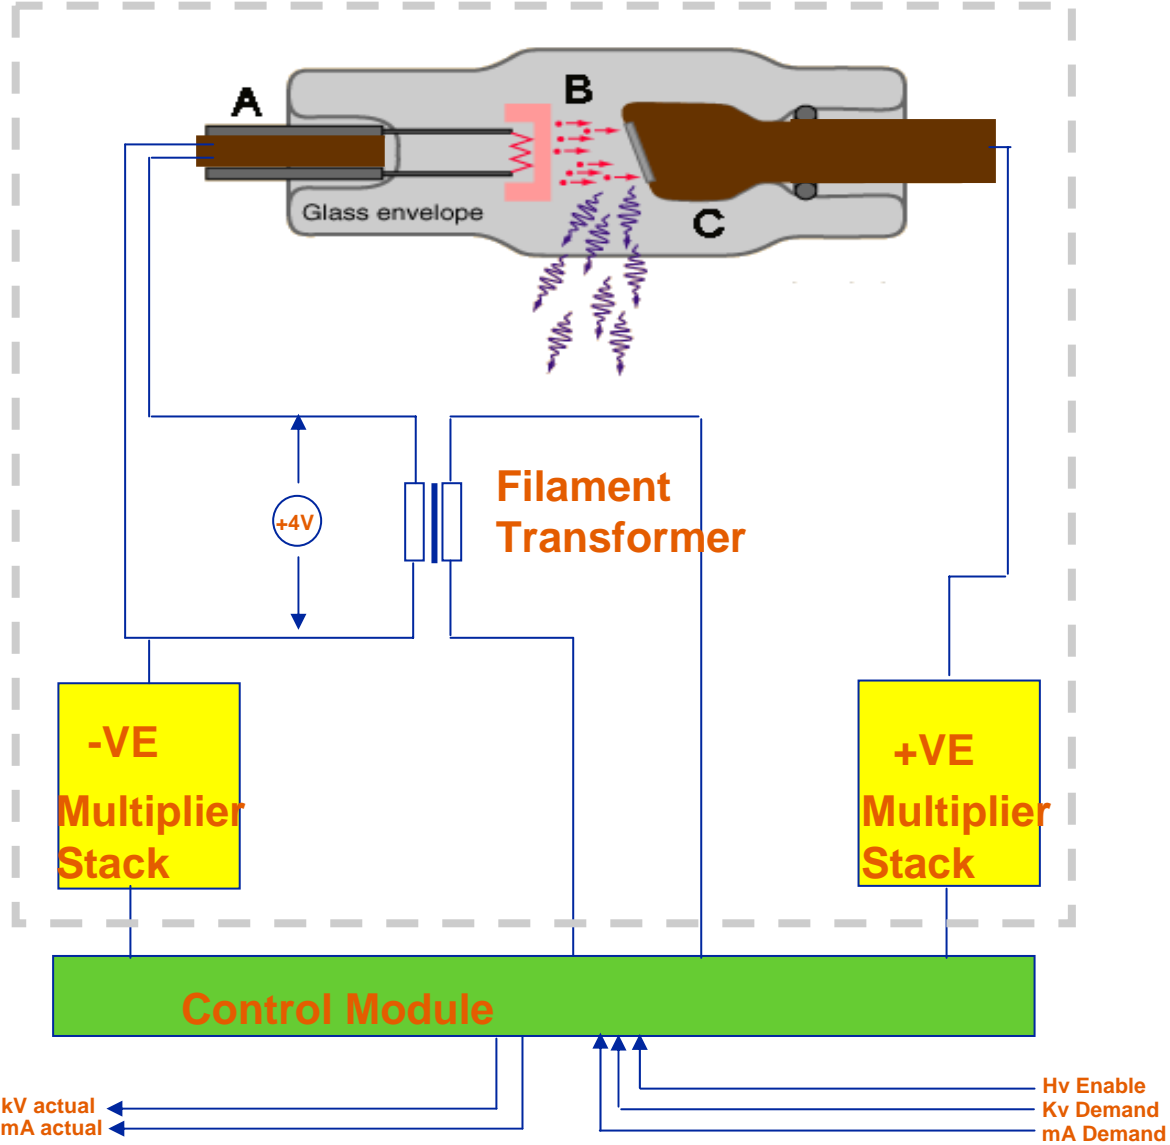 A
B
Glass envelope
C
Filament
Transformer
+4V
-VE
Multiplier
Stack
+VE
Multiplier
Stack
Control Module
kV actual
mA actual
Hv Enable
Kv Demand
mA Demand